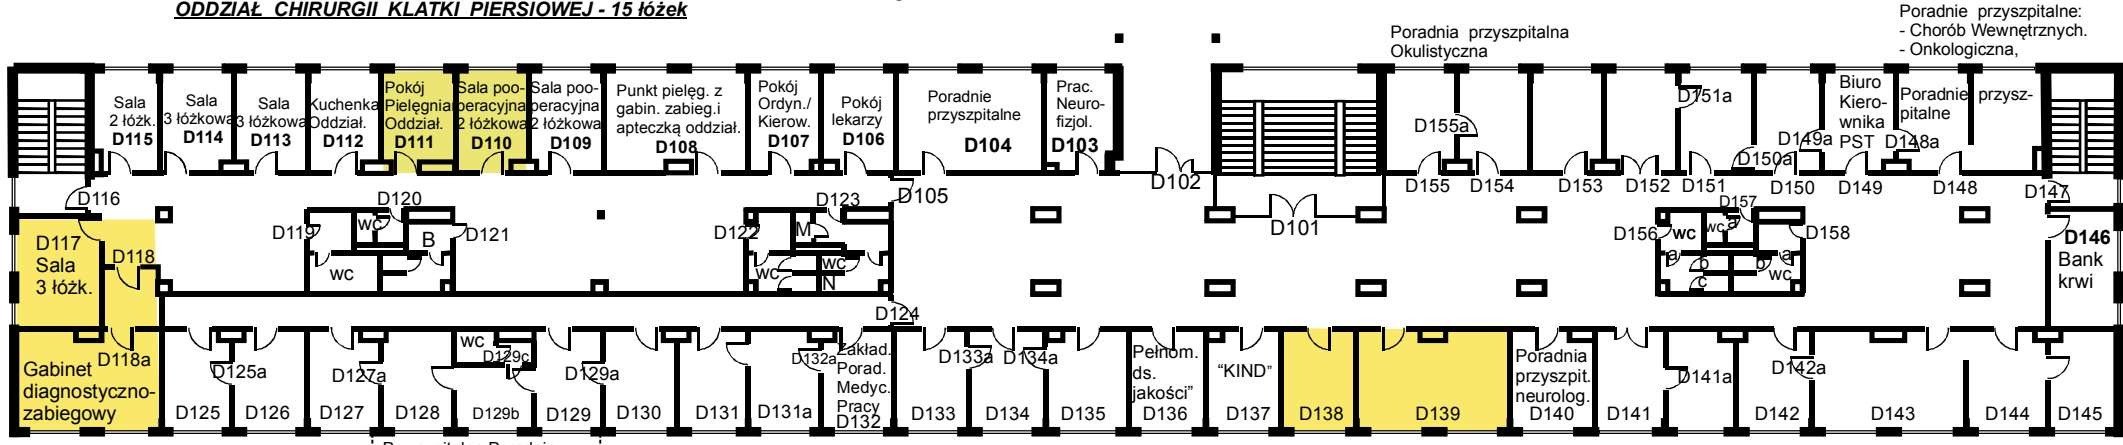 ODDZIAŁ CHIRURGII KLATKI PIERSIOWEJ - 15 łóżek
Poradnia przyszpitalna
Okulistyczna
Poradnie przyszpitalne:
- Chorób Wewnętrznych.
- Onkologiczna,
Sala
2 łóżk.
D115
Sala
3 łóżkowa
D114
Sala
3 łóżkowa
D113
Kuchenka
Oddział.
D112
Pokój
Pielęgniar
Oddział.
D111
Sala poo-
peracyjna
2 łóżkowa
D110
Sala poo-
peracyjna
2 łóżkowa
D109
Punkt pielęg. z
gabin. zabieg.i
apteczką oddział.
D108
Pokój
Ordyn./
Kierow.
D107
Pokój
lekarzy
D106
Poradnie
przyszpitalne
D104
Prac.
Neuro-
fizjol.
D103
D102
D101
D155a
D155
D154
D153
D152
D151a
D151
D150a
D150
D149a
Biuro
Kiero-
wnika
PST
D149
D148a
Poradnie przysz-
pitalne
D148
D147
D116
D120
D123
D105
D119
wc
B
D121
wc
D122
M
wc
wc
N
D157
D156
wc
wc
a
D158
a
b
c
b
a
wc
D146
Bank
krwi
D117
Sala
3 łóżk.
D118
D124
D118a
Gabinet
diagnostyczno-
zabiegowy
D125a
D125
D126
D127a
D127
D128
wc
D129c
D129b
D129a
D129
D130
D131
D132a
D131a
Zakład.
Porad.
Medyc.
Pracy
D132
D133a
D133
D134a
D134
D135
Pełnom.
ds.
jakości”
D136
“KIND”
D137
D138
D139
Poradnia
przyszpit.
neurolog.
D140
D141
D141a
D142a
D142
D143
D144
D145